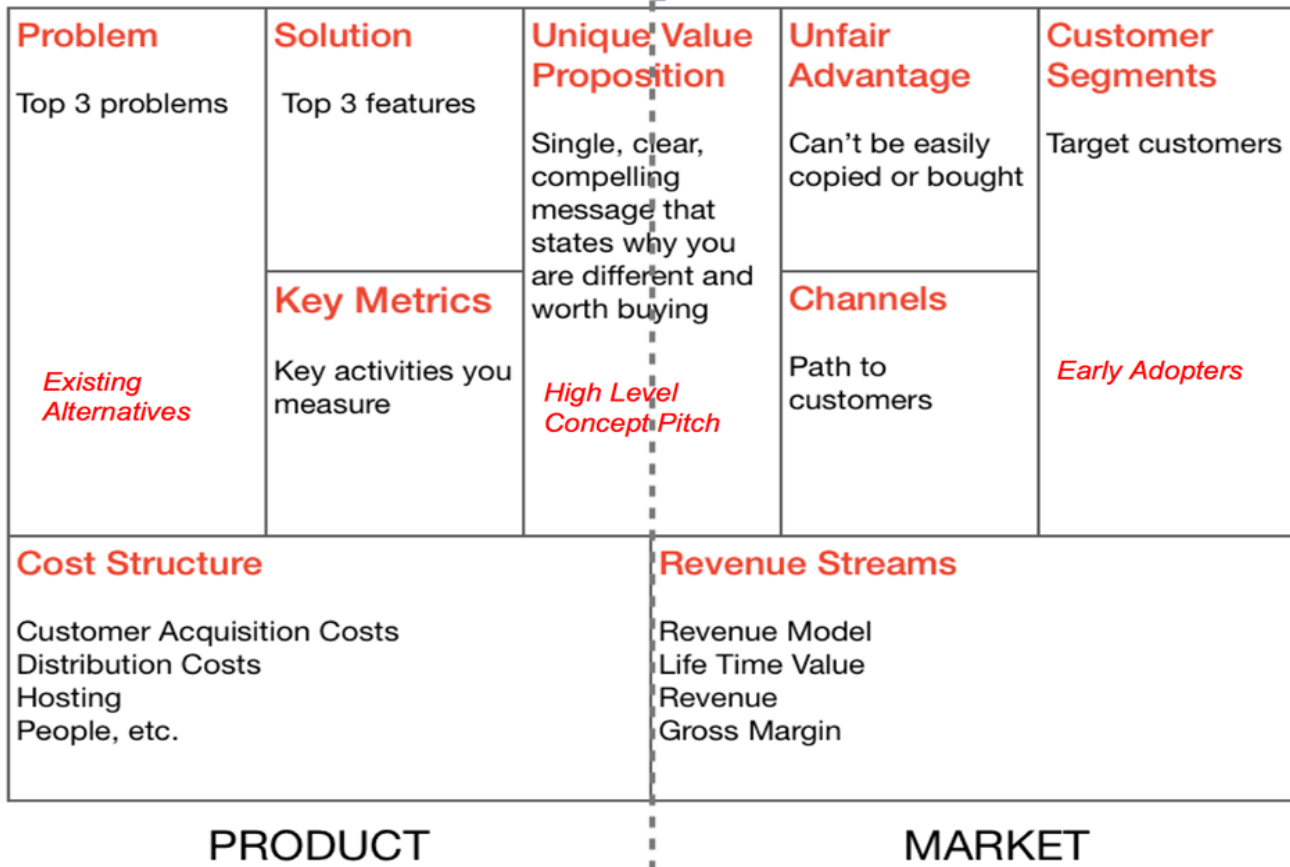 Problem
Top 3 problems
Existing
Alternatives
Solution
Top 3 features
Key Metrics
Key activities you
measure
Unique Value
Proposition
Single, clear,
compelling
message that
states why you
are different and
worth buying
High Level
Concept Pitch
Unfair
Advantage
Can't be easily
copied or bought
Channels
Path to
customers
Customer
Segments
Target customers
Early Adopters
Cost Structure
Customer Acquisition Costs
Distribution Costs
Hosting
People, etc.
Revenue Streams
Revenue Model
Life Time Value
Revenue
Gross Margin
PRODUCT
MARKET